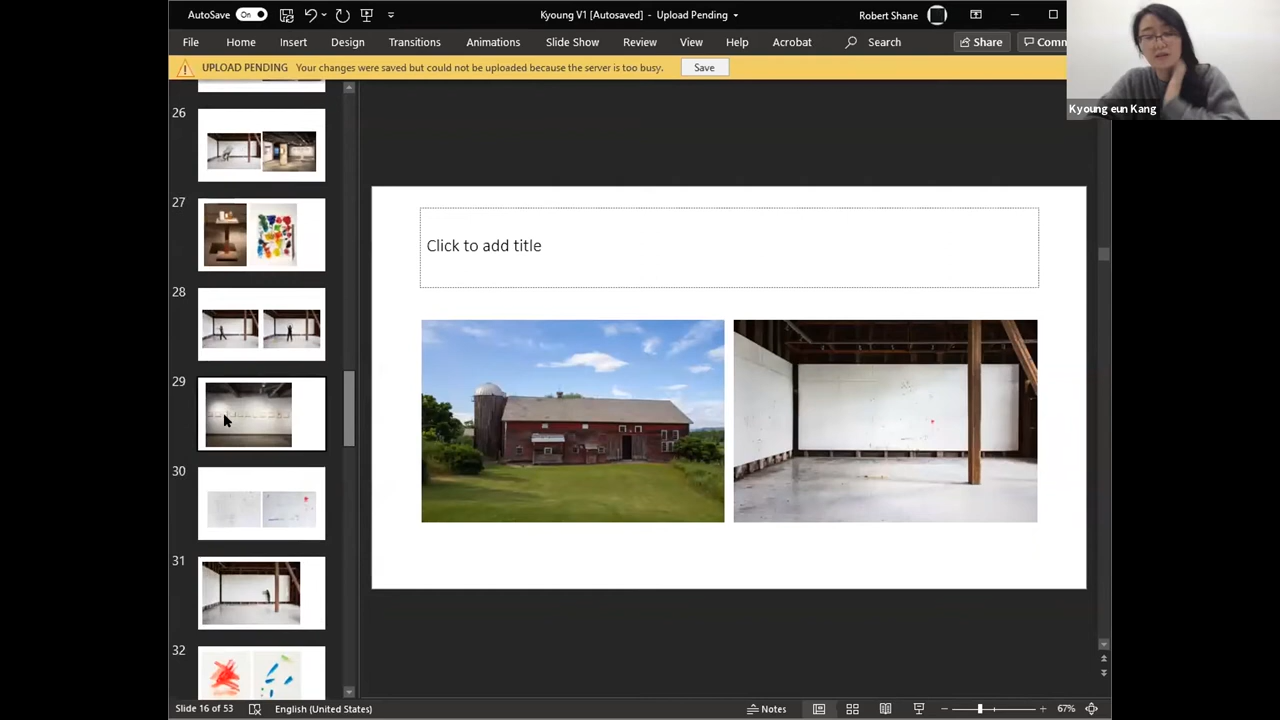 AutoSave On Kyoung V1 [Autosaved] - Upload Pending Robert Shane
File Home Insert Design Transitions Animations Slide Show Review View Help Acrobat Search Share Comm
UPLOAD PENDING Your changes were saved but could not be uploaded because the server is too busy. Save
Kyoung eun Kang
26
27
28
29
30
31
32
Click to add title
Slide 16 of 53 English (United States) Notes 67%